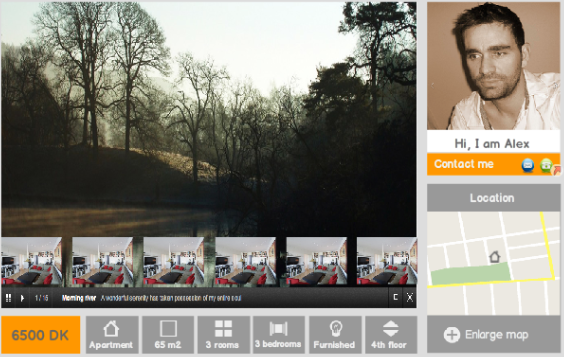 Hi, I am Alex
Contact me
Location
1 / 16 Morning river A wonderful serenity has taken possession of my entire soul
6500 DK
Apartment
65 m2
3 rooms
3 bedrooms
Furnished
4th floor
Enlarge map